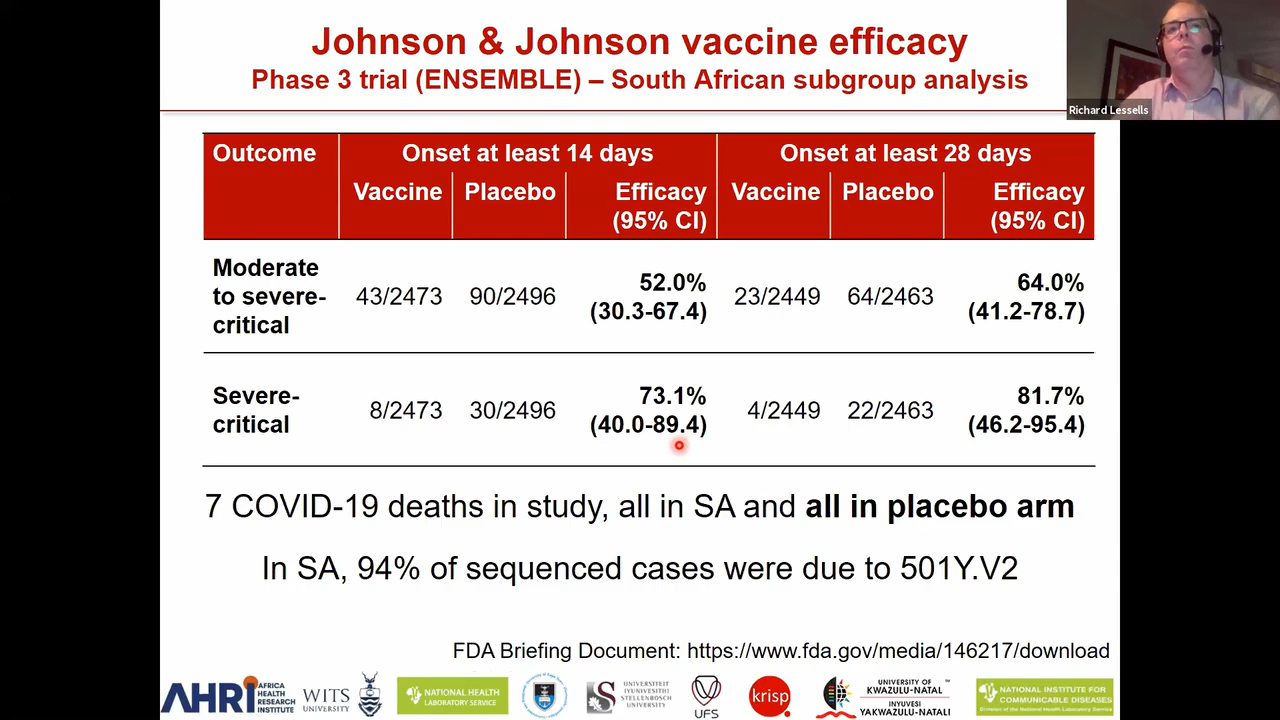 Johnson & Johnson vaccine efficacy
Phase 3 trial (ENSEMBLE) – South African subgroup analysis
Richard Lessells
Outcome
Onset at least 14 days
Onset at least 28 days
Vaccine
Placebo
Efficacy
(95% CI)
Vaccine
Placebo
Efficacy
(95% CI)
Moderate
to severe-
critical
43/2473
90/2496
52.0%
(30.3-67.4)
23/2449
64/2463
64.0%
(41.2-78.7)
Severe-
critical
8/2473
30/2496
73.1%
(40.0-89.4)
4/2449
22/2463
81.7%
(46.2-95.4)
7 COVID-19 deaths in study, all in SA and all in placebo arm
In SA, 94% of sequenced cases were due to 501Y.V2
FDA Briefing Document: https://www.fda.gov/media/146217/download
AHRI
AFRICA
HEALTH
RESEARCH
INSTITUTE
WITS
UNIVERSITY
NATIONAL HEALTH
LABORATORY SERVICE
UNIVERSITEIT
IYUNIVESITHI
STELLENBOSCH
UNIVERSITY
UFS
krisp
UNIVERSITY OF
KWAZULU-NATAL
INYUVESI
YAKWAZULU-NATALI
NATIONAL INSTITUTE FOR
COMMUNICABLE DISEASES
Division of the National Health Laboratory Service